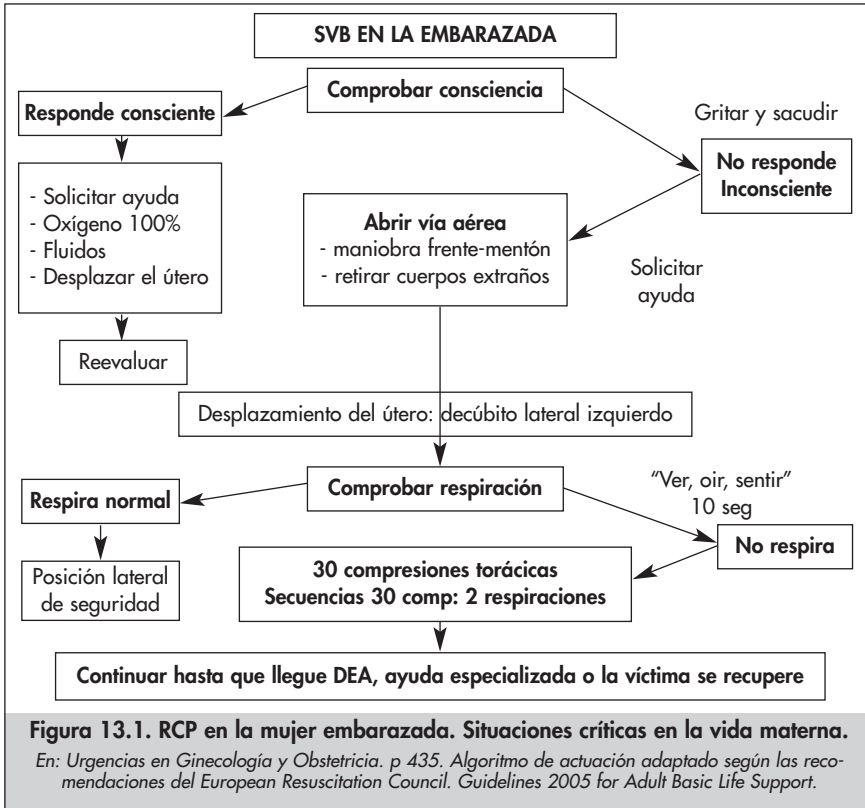 SVB EN LA EMBARAZADA
Comprobar consciencia
Responde consciente
Gritar y sacudir
No responde
Inconsciente
- Solicitar ayuda
- Oxígeno 100%
- Fluidos
- Desplazar el útero
Abrir vía aérea
- maniobra frente-mentón
- retirar cuerpos extraños
Solicitar
ayuda
Reevaluar
Desplazamiento del útero: decúbito lateral izquierdo
Comprobar respiración
Respira normal
“Ver, oir, sentir”
10 seg
No respira
Posición lateral
de seguridad
30 compresiones torácicas
Secuencias 30 comp: 2 respiraciones
Continuar hasta que llegue DEA, ayuda especializada o la víctima se recupere
Figura 13.1. RCP en la mujer embarazada. Situaciones críticas en la vida materna.
En: Urgencias en Ginecología y Obstetricia. p 435. Algoritmo de actuación adaptado según las reco-
mendaciones del European Resuscitation Council. Guidelines 2005 for Adult Basic Life Support.